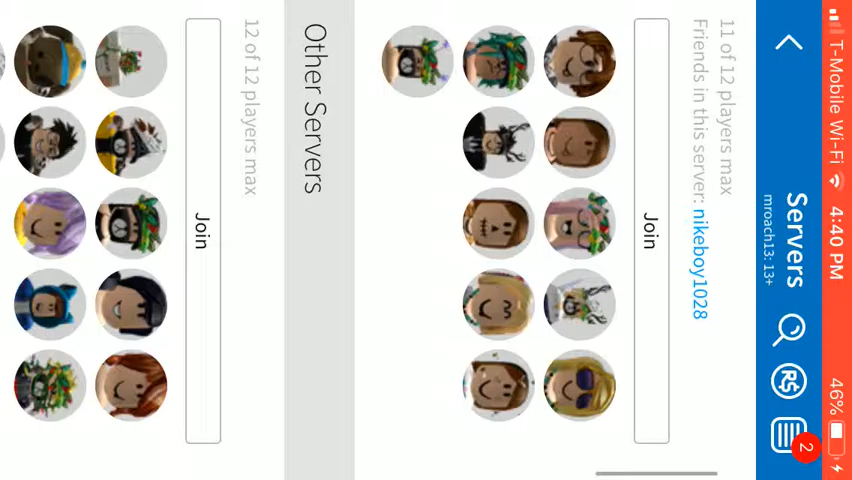 T-Mobile Wi-Fi 4:40 PM 46%
Servers
mroach13: 13+
R$
2
11 of 12 players max
Friends in this server: nikeboy1028
Join
Other Servers
12 of 12 players max
Join